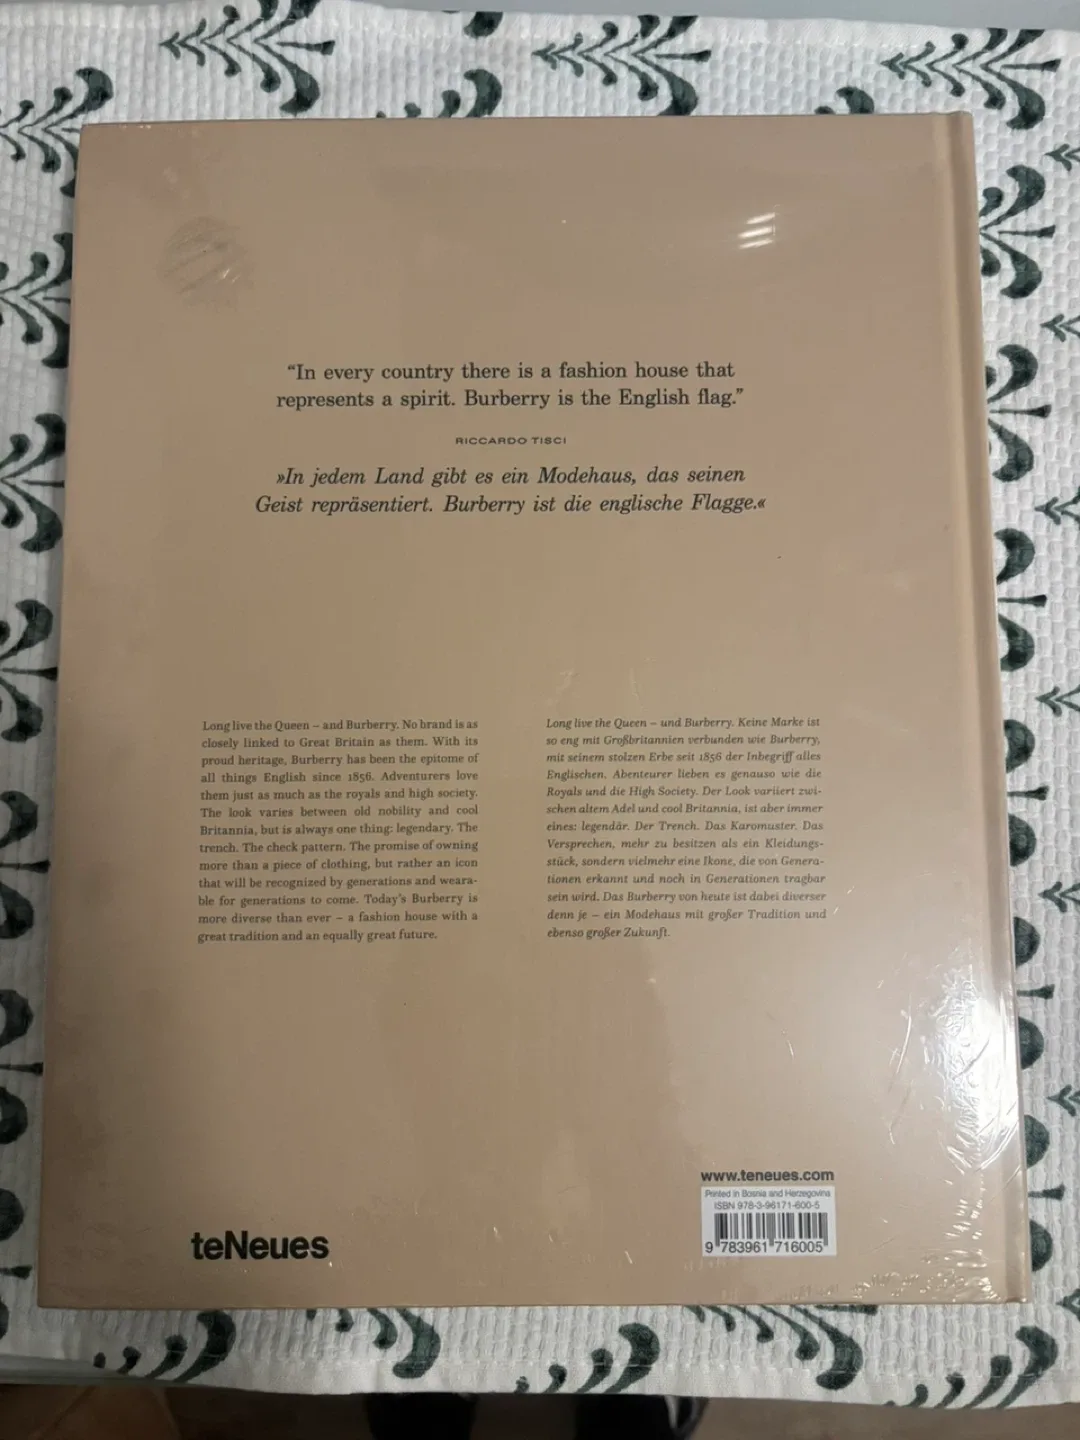 “In every country there is a fashion house that
represents a spirit. Burberry is the English flag.”
RICCARDO TISCI
»In jedem Land gibt es ein Modehaus, das seinen
Geist repräsentiert. Burberry ist die englische Flagge.«
Long live the Queen – and Burberry. No brand is as
closely linked to Great Britain as them. With its
proud heritage, Burberry has been the epitome of
all things English since 1856. Adventurers love
them just as much as the royals and high society.
The look varies between old nobility and cool
Britannia, but is always one thing: legendary. The
trench. The check pattern. The promise of owning
more than a piece of clothing, but rather an icon
that will be recognized by generations and weara-
ble for generations to come. Today's Burberry is
more diverse than ever – a fashion house with a
great tradition and an equally great future.
Long live the Queen – und Burberry. Keine Marke ist
so eng mit Großbritannien verbunden wie Burberry,
mit seinem stolzen Erbe seit 1856 der Inbegriff alles
Englischen. Abenteurer lieben es genauso wie die
Royals und die High Society. Der Look variiert zwi-
schen altem Adel und cool Britannia, ist aber immer
eines: legendär. Der Trench. Das Karomuster. Das
Versprechen, mehr zu besitzen als ein Kleidungs-
stück, sondern vielmehr eine Ikone, die von Genera-
tionen erkannt und noch in Generationen tragbar
sein wird. Das Burberry von heute ist dabei diverser
denn je – ein Modehaus mit großer Tradition und
ebenso großer Zukunft.
teNeues
www.teneues.com
Printed in Bosnia and Herzegovina
ISBN 978-3-96171-600-5
9 783961 716005